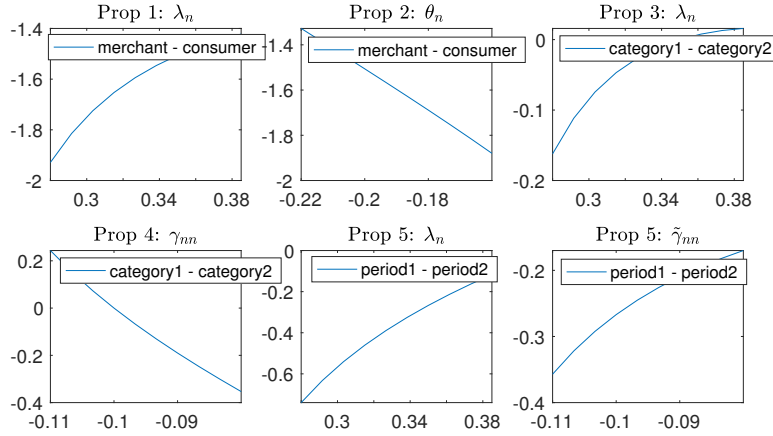 Prop 1: λn
Prop 2: θn
Prop 3: λn
-1.4
-1.6
-1.8
-2
merchant - consumer
0.3 0.34 0.38
-1.4
-1.6
-1.8
-2
merchant - consumer
-0.22 -0.2 -0.18
0
-0.1
-0.2
category1 - category2
0.3 0.34 0.38
Prop 4: γnn
Prop 5: λn
Prop 5: γ̃nn
0.2
0
-0.2
-0.4
category1 - category2
-0.11 -0.1 -0.09
0
-0.2
-0.4
-0.6
period1 - period2
0.3 0.34 0.38
-0.2
-0.3
-0.4
period1 - period2
-0.11 -0.1 -0.09